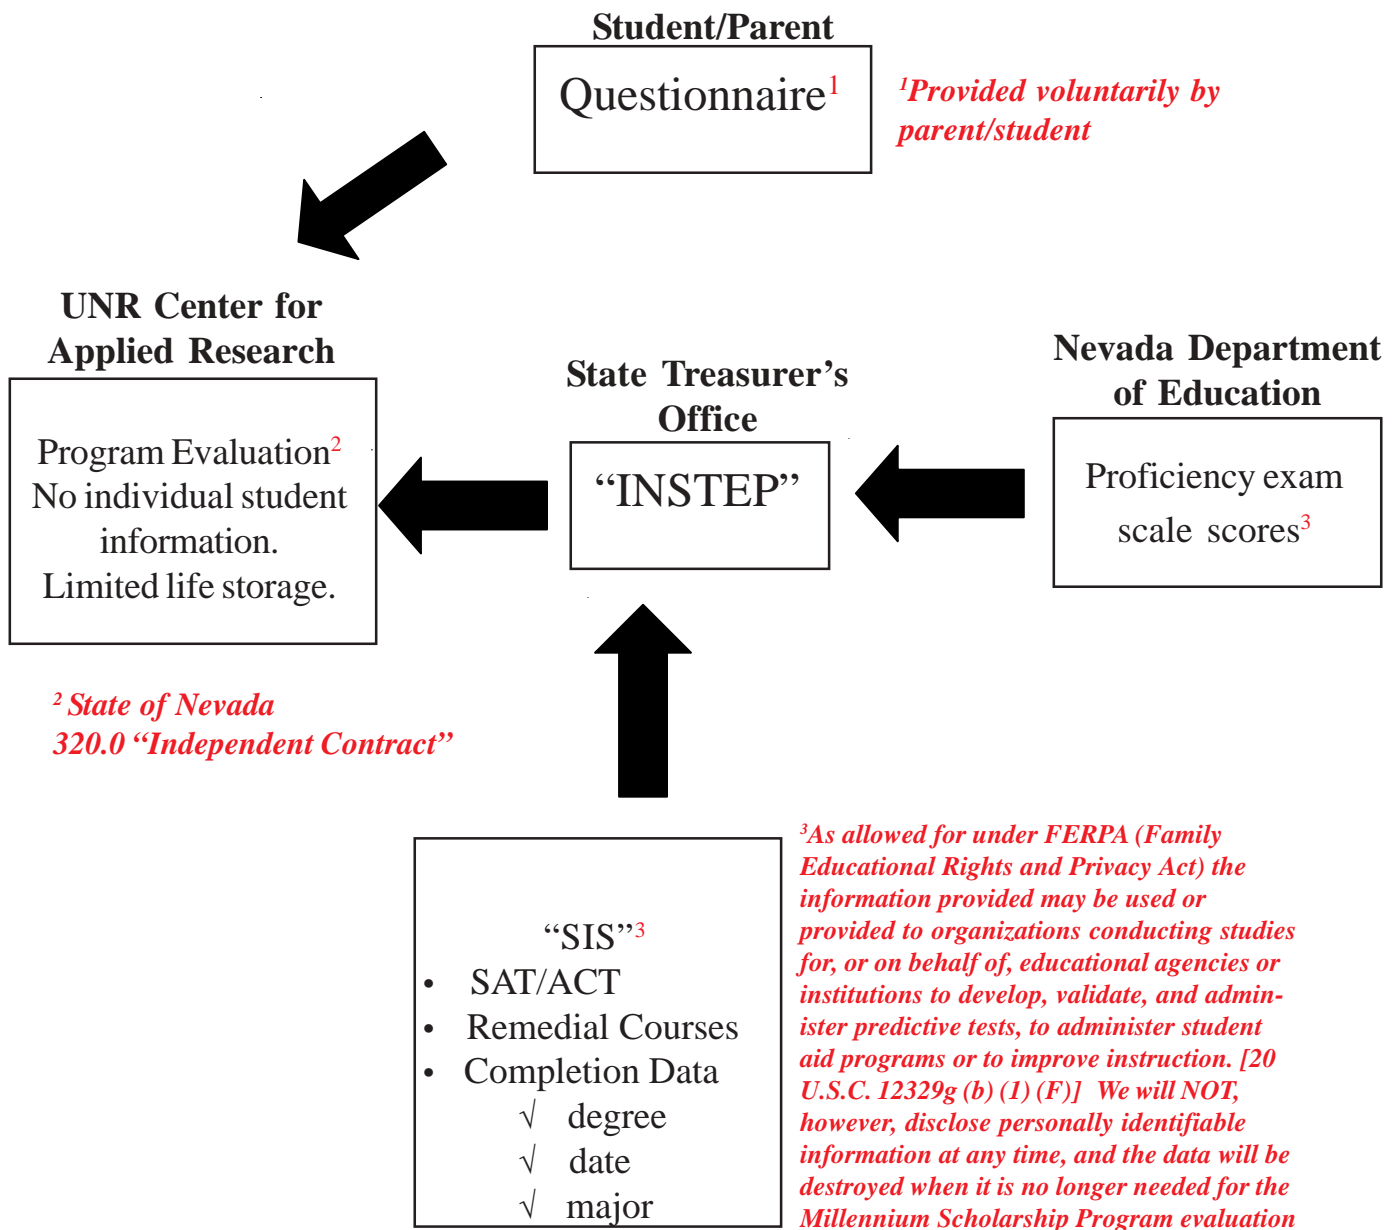 Student/Parent
Questionnaire1
1Provided voluntarily by
parent/student
UNR Center for
Applied Research
Program Evaluation2
No individual student
information.
Limited life storage.
2 State of Nevada
320.0 “Independent Contract”
State Treasurer’s
Office
“INSTEP”
Nevada Department
of Education
Proficiency exam
scale scores3
“SIS”3
• SAT/ACT
• Remedial Courses
• Completion Data
√ degree
√ date
√ major
3As allowed for under FERPA (Family
Educational Rights and Privacy Act) the
information provided may be used or
provided to organizations conducting studies
for, or on behalf of, educational agencies or
institutions to develop, validate, and admin-
ister predictive tests, to administer student
aid programs or to improve instruction. [20
U.S.C. 12329g (b) (1) (F)] We will NOT,
however, disclose personally identifiable
information at any time, and the data will be
destroyed when it is no longer needed for the
Millennium Scholarship Program evaluation